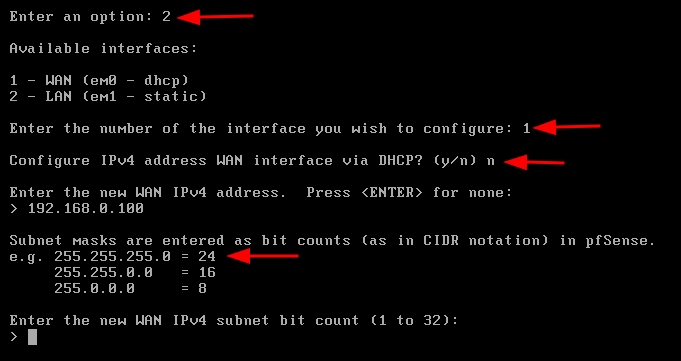 Enter an option: 2
Available interfaces:
1 - WAN (em0 - dhcp)
2 - LAN (em1 - static)
Enter the number of the interface you wish to configure: 1
Configure IPv4 address WAN interface via DHCP? (y/n) n
Enter the new WAN IPv4 address.  Press <ENTER> for none:
> 192.168.0.100
Subnet masks are entered as bit counts (as in CIDR notation) in pfSense.
e.g. 255.255.255.0 = 24
     255.255.0.0   = 16
     255.0.0.0     = 8
Enter the new WAN IPv4 subnet bit count (1 to 32):
>